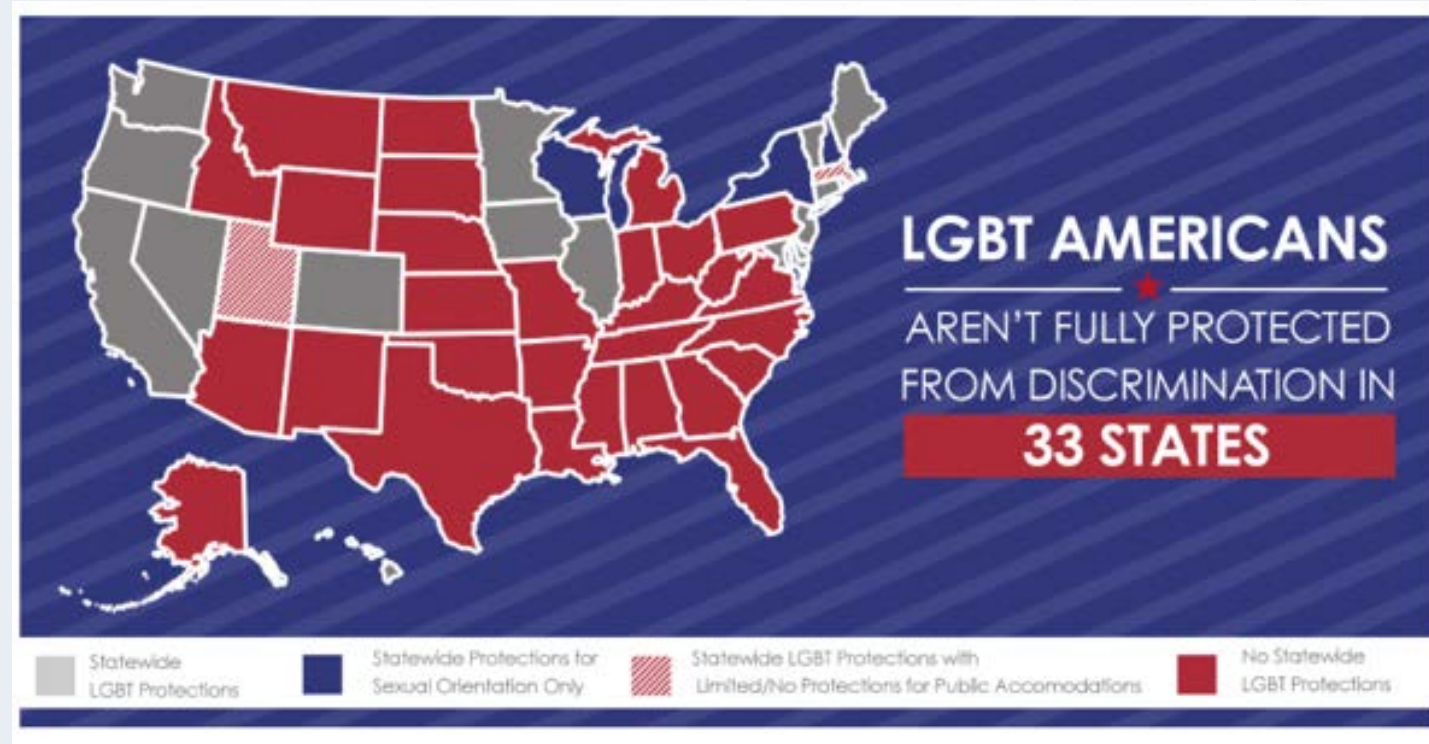 LGBT AMERICANS
AREN'T FULLY PROTECTED
FROM DISCRIMINATION IN
33 STATES
Statewide
LGBT Protections
Statewide Protections for
Sexual Orientation Only
Statewide LGBT Protections with
Limited/No Protections for Public Accomodations
No Statewide
LGBT Protections